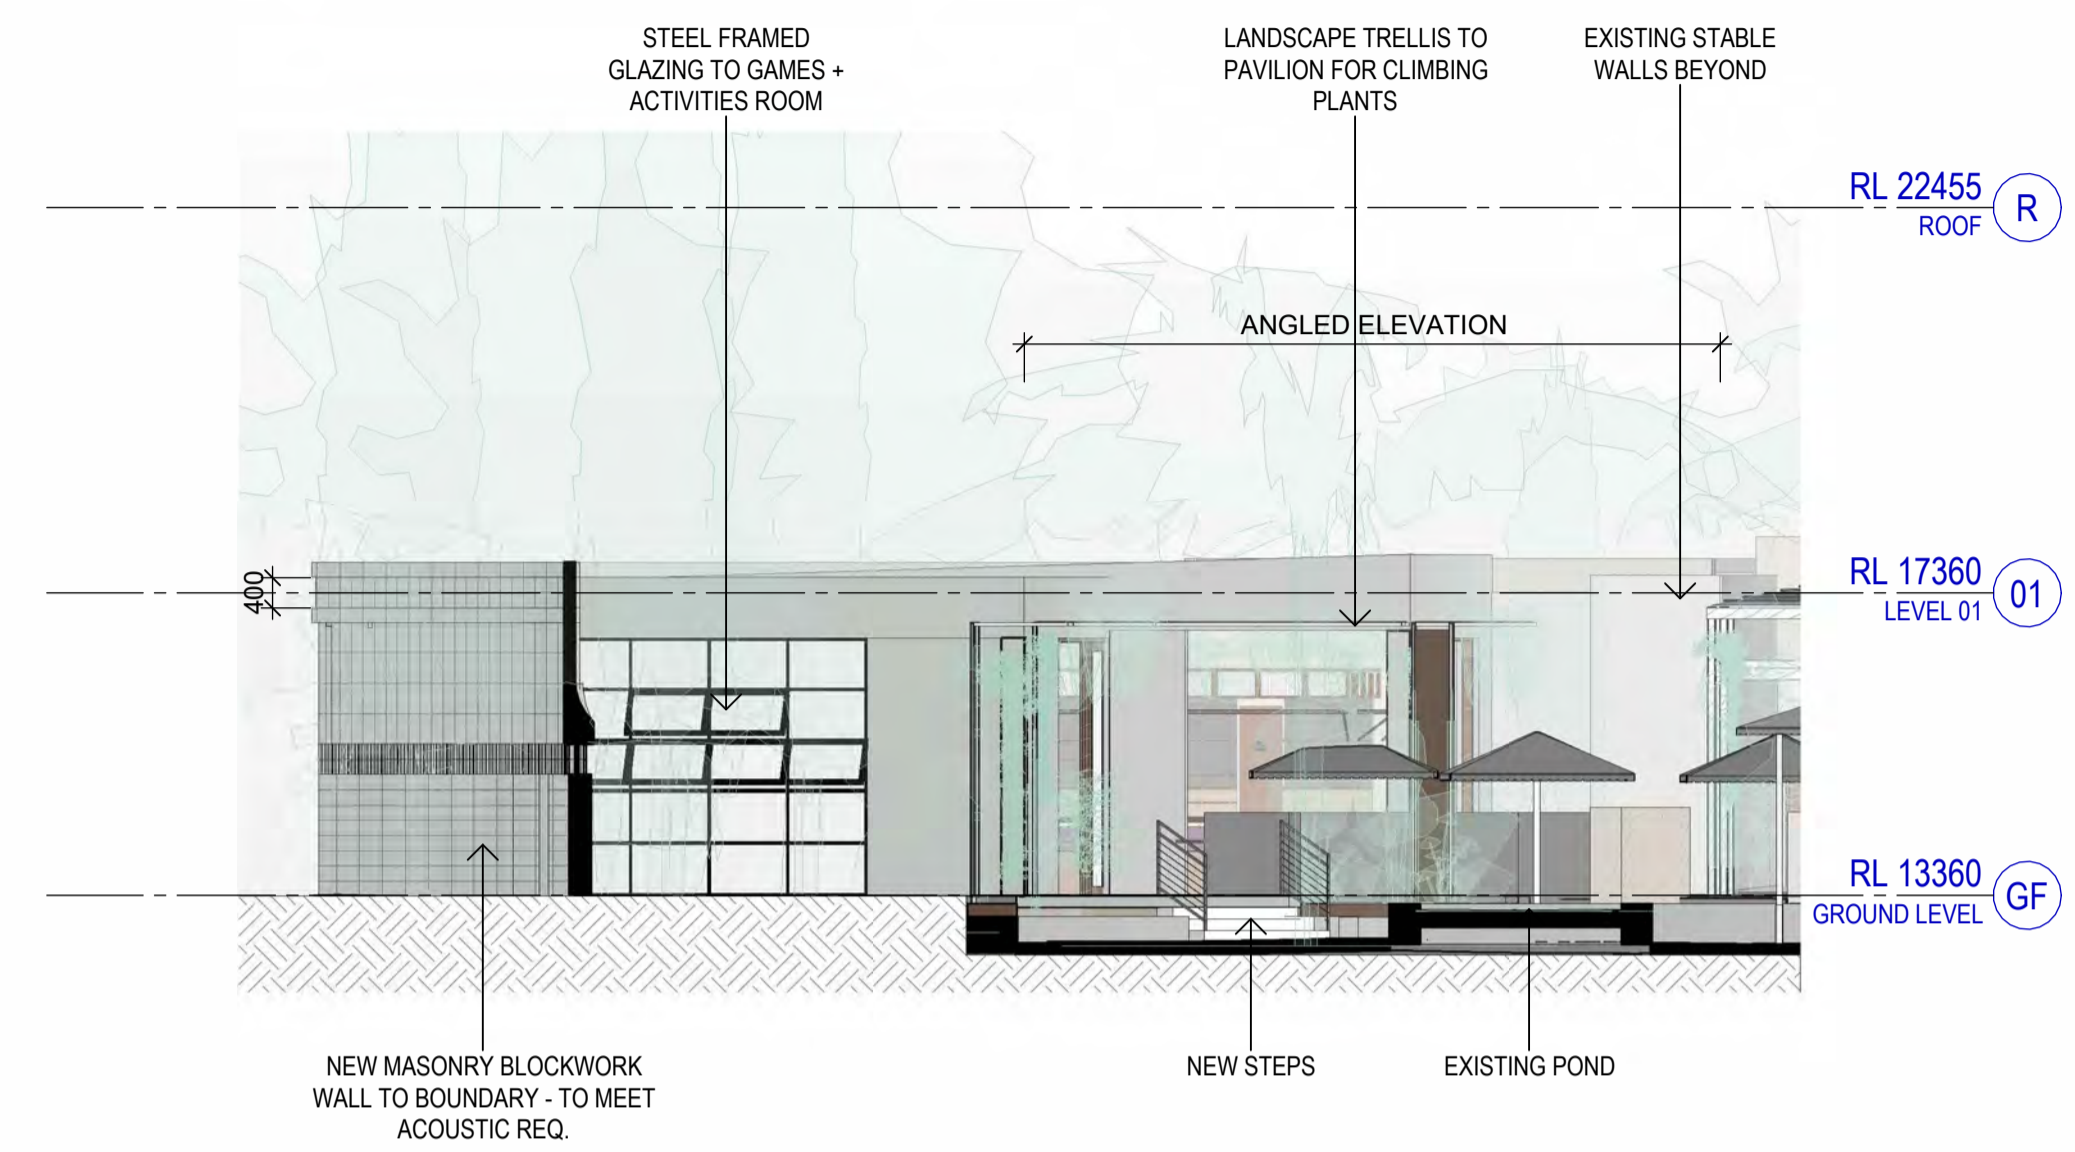 STEEL FRAMED
GLAZING TO GAMES +
ACTIVITIES ROOM
LANDSCAPE TRELLIS TO
PAVILION FOR CLIMBING
PLANTS
EXISTING STABLE
WALLS BEYOND
RL 22455
ROOF
R
ANGLED ELEVATION
400
RL 17360
LEVEL 01
01
RL 13360
GROUND LEVEL
GF
NEW MASONRY BLOCKWORK
WALL TO BOUNDARY - TO MEET
ACOUSTIC REQ.
NEW STEPS
EXISTING POND